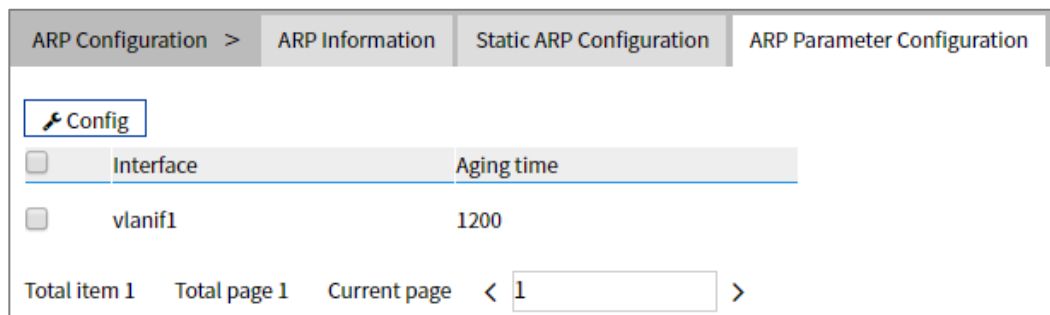 ARP Configuration > ARP Information Static ARP Configuration ARP Parameter Configuration
Config
Interface Aging time
vlanif1 1200
Total item 1 Total page 1 Current page < 1 >